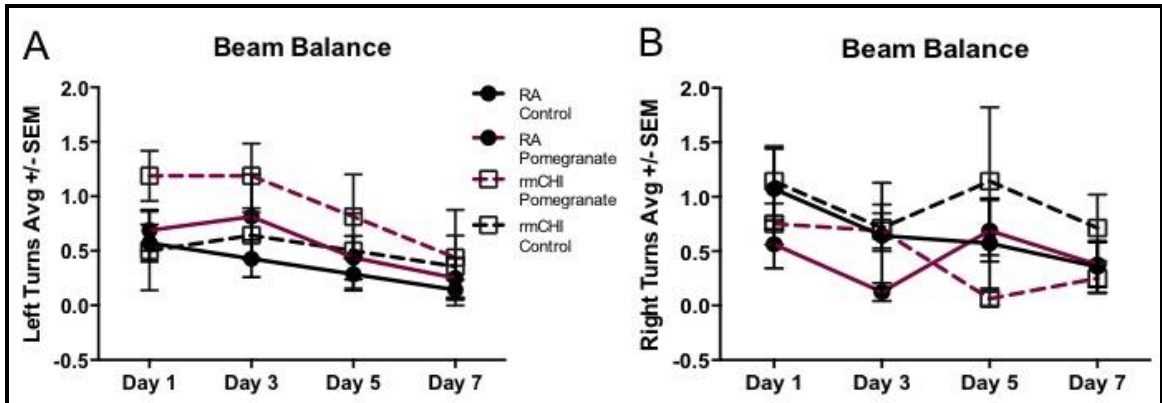 A
Beam Balance
Left Turns Avg +/-SEM
2.0
1.5
1.0
0.5
0.0
-0.5
Day 1 Day 3 Day 5 Day 7
RA
Control
RA
Pomegranate
rmCHI
Pomegranate
rmCHI
Control
B
Beam Balance
Right Turns Avg +/-SEM
2.0
1.5
1.0
0.5
0.0
-0.5
Day 1 Day 3 Day 5 Day 7